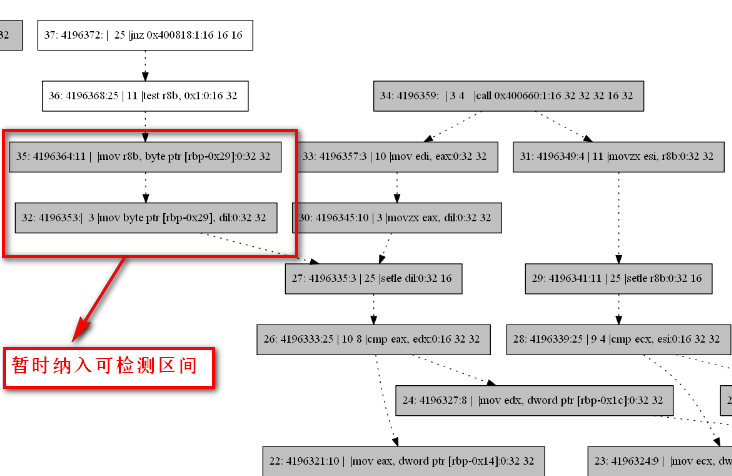 32
37: 4196372: | 25 |jnz 0x400818:1:16 16 16
36: 4196368:25 | 11 |test r8b, 0x1:0:16 32
34: 4196359: | 3 4 |call 0x400660:1:16 32 32 32 16 32
35: 4196364:11 | |mov r8b, byte ptr [rbp-0x29]:0:32 32
33: 4196357:3 | 10 |mov edi, eax:0:32 32
31: 4196349:4 | 11 |movzx esi, r8b:0:32 32
32: 4196353:| 3 |mov byte ptr [rbp-0x29], dil:0:32 32
30: 4196345:10 | 3 |movzx eax, dil:0:32 32
27: 4196335:3 | 25 |setle dil:0:32 16
29: 4196341:11 | 25 |setle r8b:0:32 16
26: 4196333:25 | 10 8 |cmp eax, edx:0:16 32 32
28: 4196339:25 | 9 4 |cmp ecx, esi:0:16 32 32
暂时纳入可检测区间
24: 4196327:8 | |mov edx, dword ptr [rbp-0x1c]:0:32 32
2
22: 4196321:10 | |mov eax, dword ptr [rbp-0x14]:0:32 32
23: 4196324:9 | |mov ecx, dw